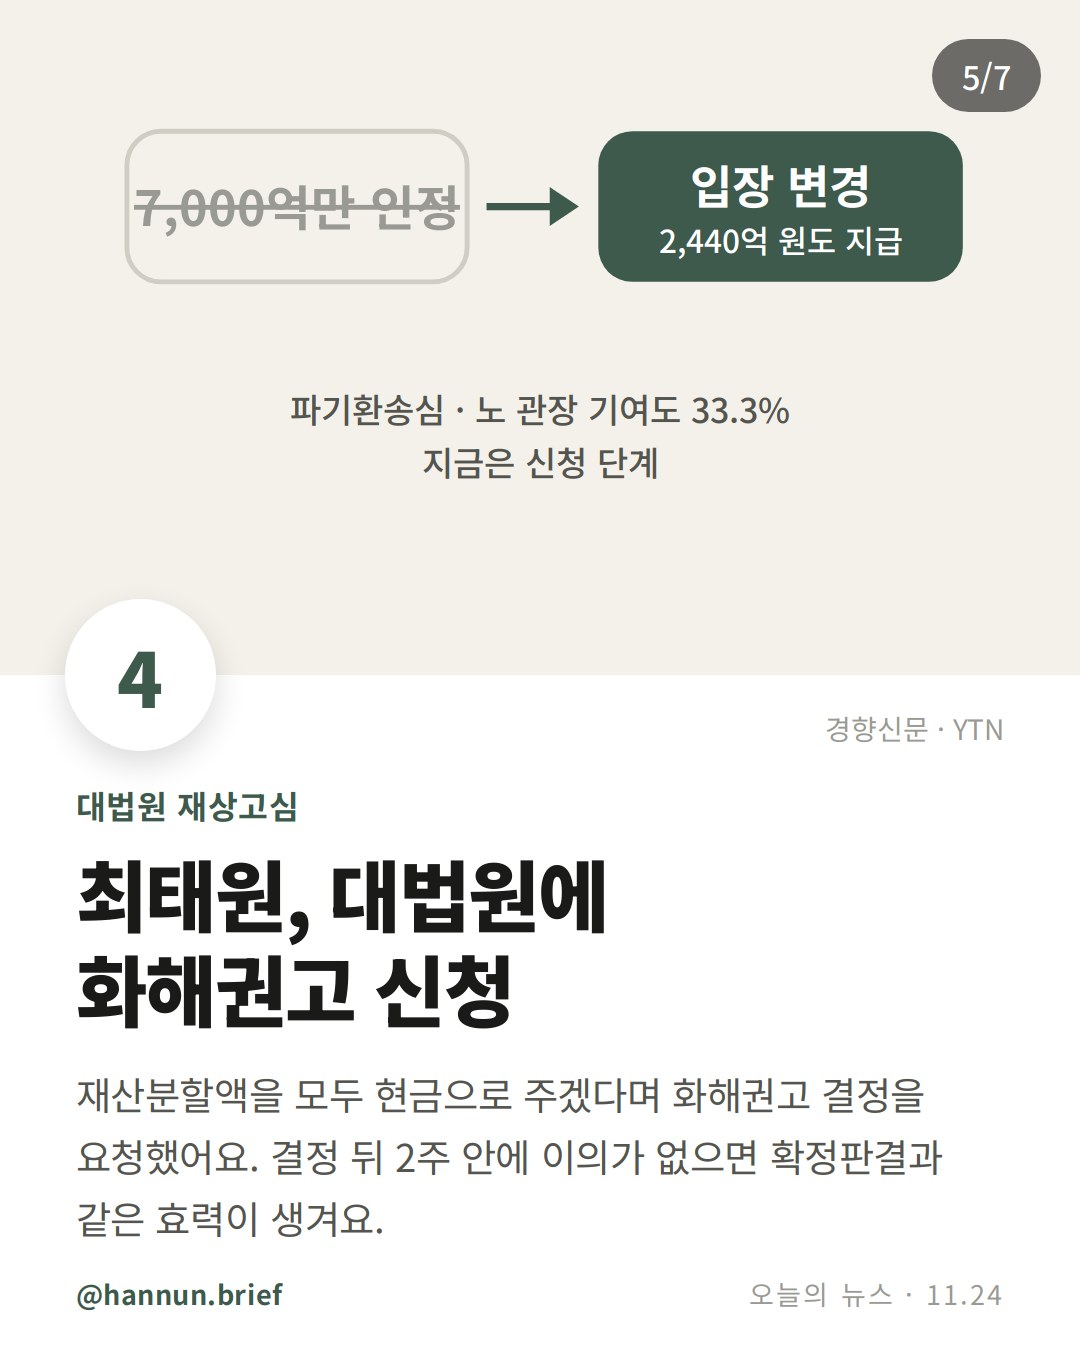 5/7
7,000억만 인정
입장 변경
2,440억 원도 지급
파기환송심 · 노 관장 기여도 33.3%
지금은 신청 단계
4
경향신문 · YTN
대법원 재상고심
최태원, 대법원에
화해권고 신청
재산분할액을 모두 현금으로 주겠다며 화해권고 결정을
요청했어요. 결정 뒤 2주 안에 이의가 없으면 확정판결과
같은 효력이 생겨요.
@hannun.brief
오늘의 뉴스 · 11.24